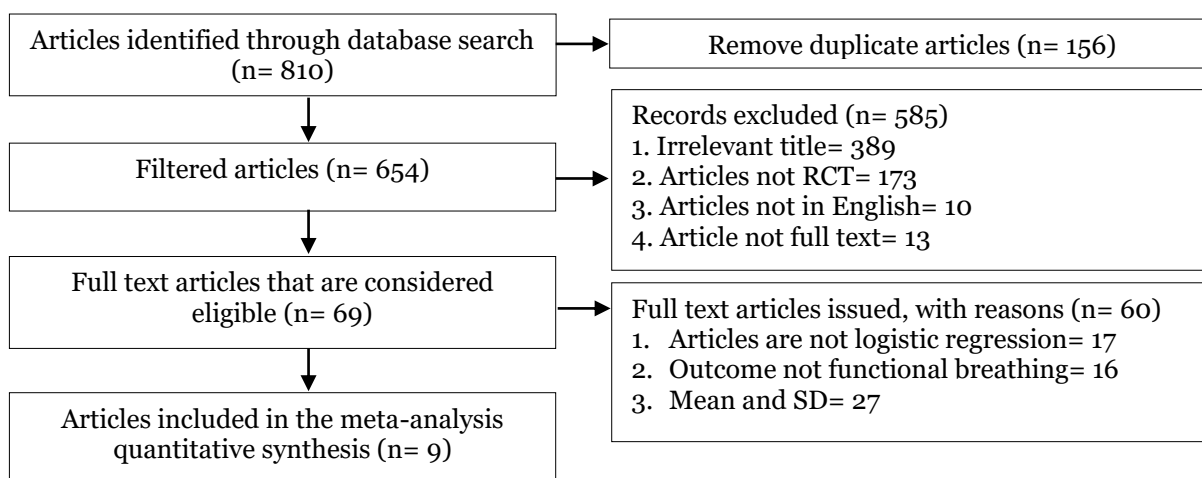 Articles identified through database search
(n= 810)
Remove duplicate articles (n= 156)
Filtered articles (n= 654)
Records excluded (n= 585)
1. Irrelevant title= 389
2. Articles not RCT= 173
3. Articles not in English= 10
4. Article not full text= 13
Full text articles that are considered
eligible (n= 69)
Full text articles issued, with reasons (n= 60)
1. Articles are not logistic regression= 17
2. Outcome not functional breathing= 16
3. Mean and SD= 27
Articles included in the meta-analysis
quantitative synthesis (n= 9)